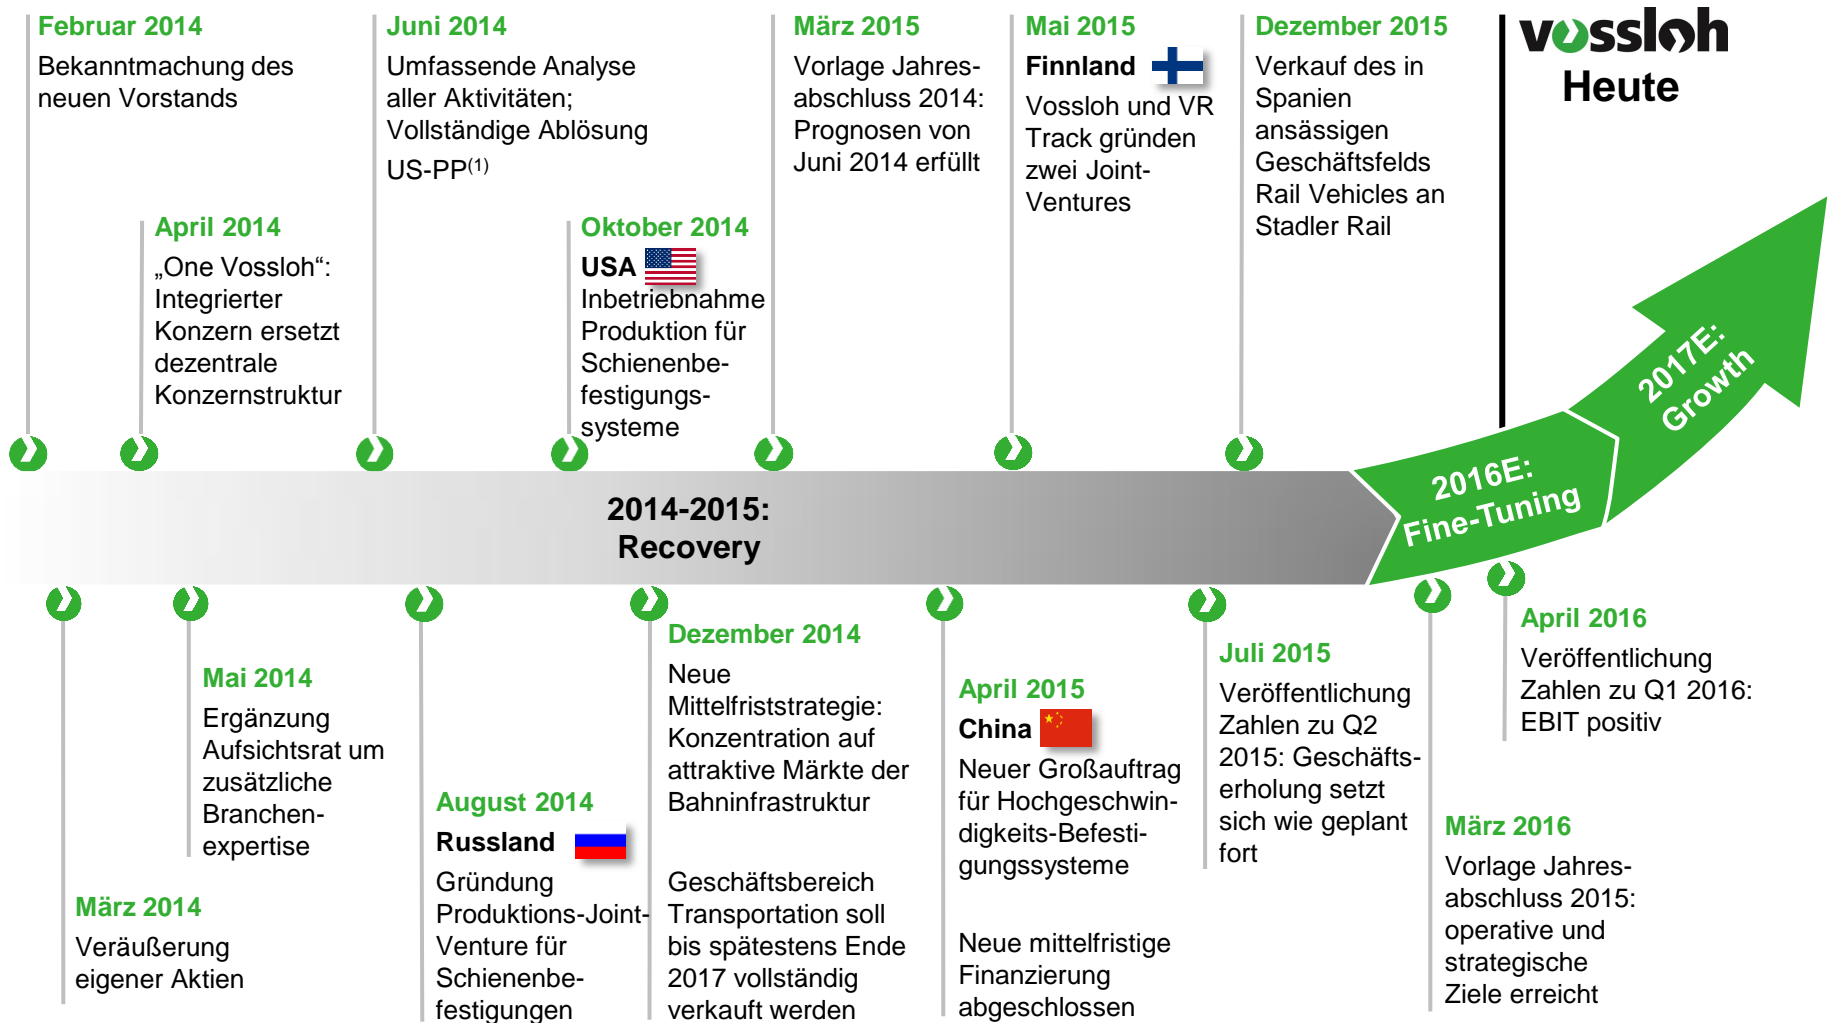 Februar 2014
Bekanntmachung des
neuen Vorstands
April 2014
„One Vossloh“:
Integrierter
Konzern ersetzt
dezentrale
Konzernstruktur
Juni 2014
Umfassende Analyse
aller Aktivitäten;
Vollständige Ablösung
US-PP(1)
Oktober 2014
USA
Inbetriebnahme
Produktion für
Schienenbe-
festigungs-
systeme
März 2015
Vorlage Jahres-
abschluss 2014:
Prognosen von
Juni 2014 erfüllt
Mai 2015
Finnland
Vossloh und VR
Track gründen
zwei Joint-
Ventures
Dezember 2015
Verkauf des in
Spanien
ansässigen
Geschäftsfelds
Rail Vehicles an
Stadler Rail
vossloh
Heute
2014-2015:
Recovery
2016E:
Fine-Tuning
2017E:
Growth
März 2014
Veräußerung
eigener Aktien
Mai 2014
Ergänzung
Aufsichtsrat um
zusätzliche
Branchen-
expertise
August 2014
Russland
Gründung
Produktions-Joint-
Venture für
Schienenbe-
festigungen
Dezember 2014
Neue
Mittelfriststrategie:
Konzentration auf
attraktive Märkte der
Bahninfrastruktur
Geschäftsbereich
Transportation soll
bis spätestens Ende
2017 vollständig
verkauft werden
April 2015
China
Neuer Großauftrag
für Hochgeschwin-
digkeits-Befesti-
gungssysteme
Neue mittelfristige
Finanzierung
abgeschlossen
Juli 2015
Veröffentlichung
Zahlen zu Q2
2015: Geschäfts-
erholung setzt
sich wie geplant
fort
März 2016
Vorlage Jahres-
abschluss 2015:
operative und
strategische
Ziele erreicht
April 2016
Veröffentlichung
Zahlen zu Q1 2016:
EBIT positiv